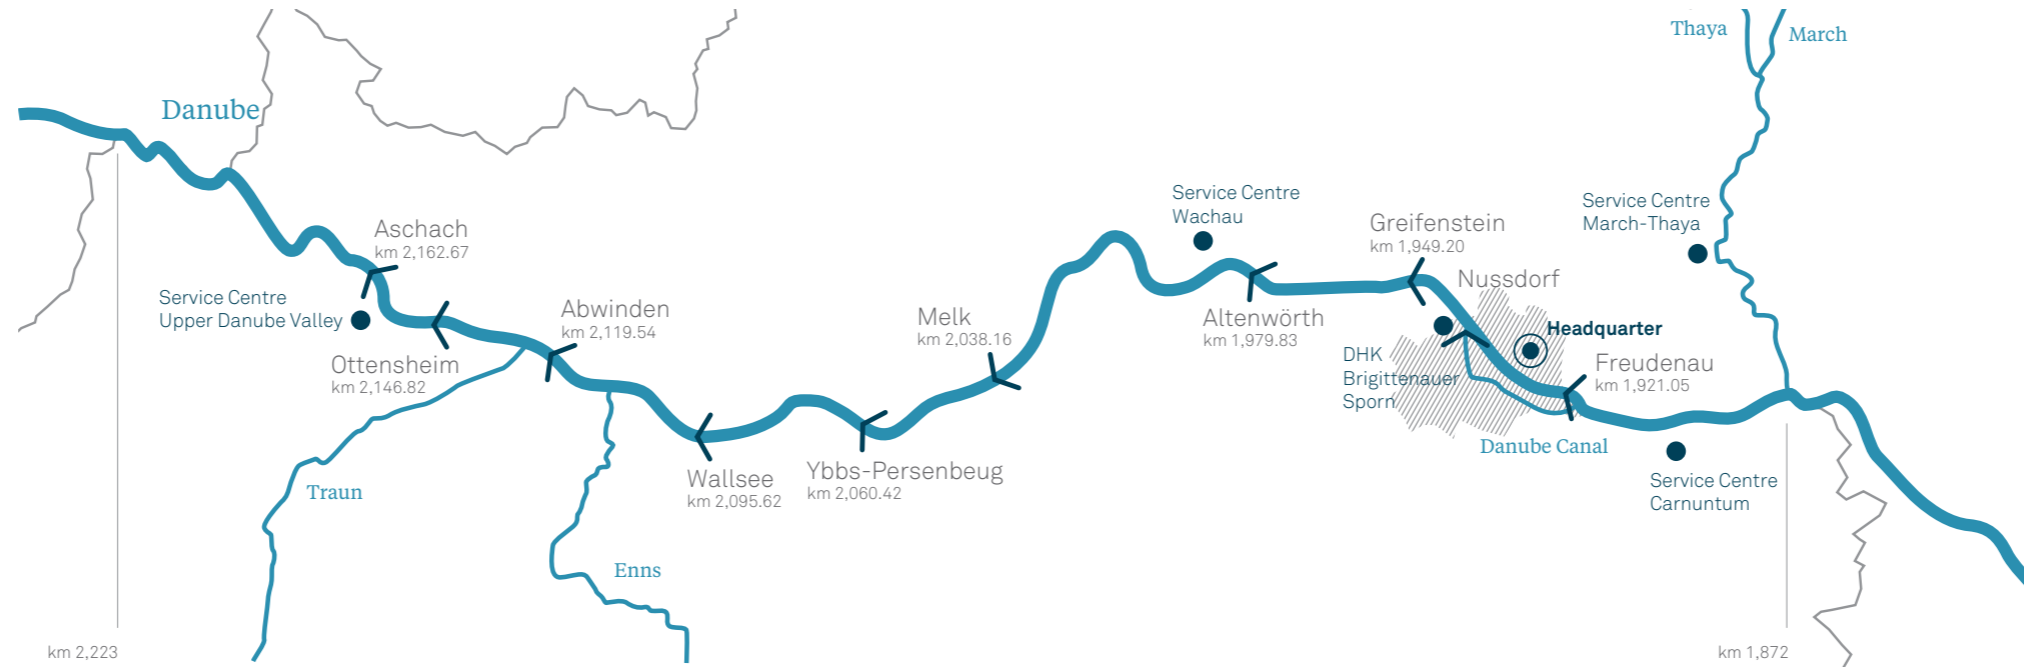 Thaya
March
Danube
Service Centre
Wachau
Service Centre
March-Thaya
Aschach
km 2,162.67
Greifenstein
km 1,949.20
Nussdorf
Service Centre
Upper Danube Valley
Abwinden
km 2,119.54
Melk
km 2,038.16
Altenwörth
km 1,979.83
Headquarter
DHK
Brigittenauer
Sporn
Freudenau
km 1,921.05
Ottensheim
km 2,146.82
Danube Canal
Wallsee
km 2,095.62
Ybbs-Persenbeug
km 2,060.42
Service Centre
Carnuntum
Traun
Enns
km 2,223
km 1,872